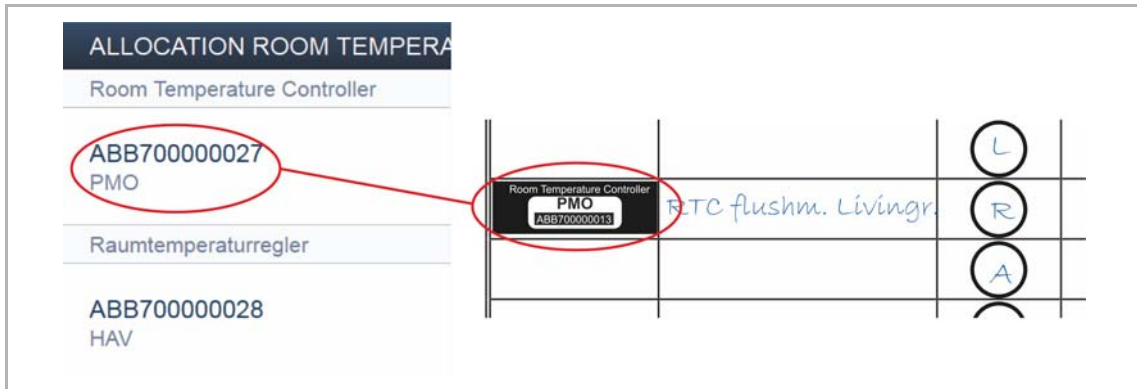 ALLOCATION ROOM TEMPERA
Room Temperature Controller
ABB700000027
PMO
Raumtemperaturregler
ABB700000028
HAV
L
Room Temperature Controller
PMO
ABB700000013
RTC flushm. Livingr.
R
A